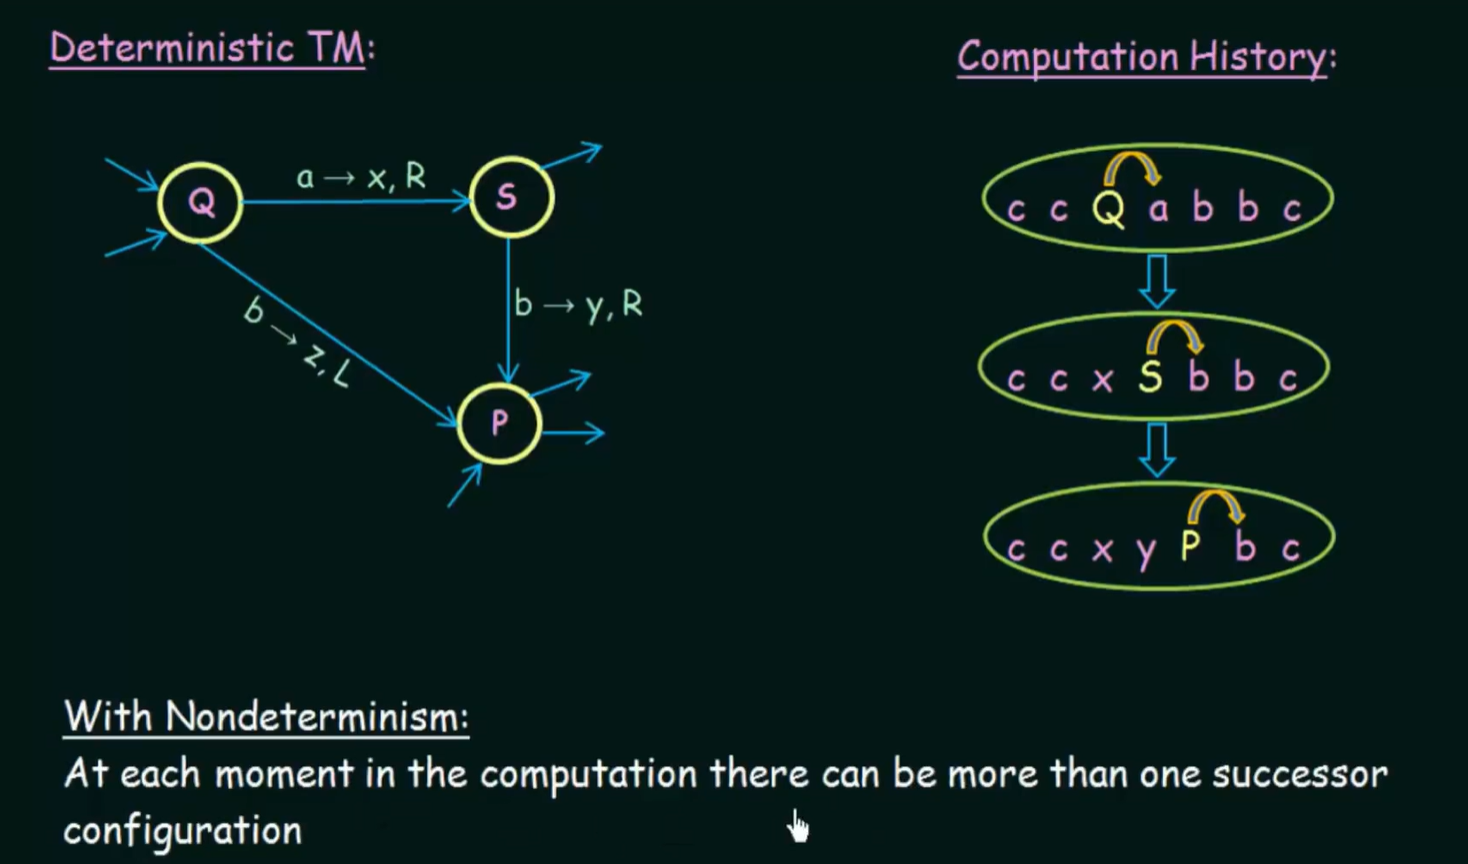 Deterministic TM:
Computation History:
Q
a → x, R
S
b → z, L
b → y, R
P
c c Q a b b c
c c x S b b c
c c x y P b c
With Nondeterminism:
At each moment in the computation there can be more than one successor
configuration